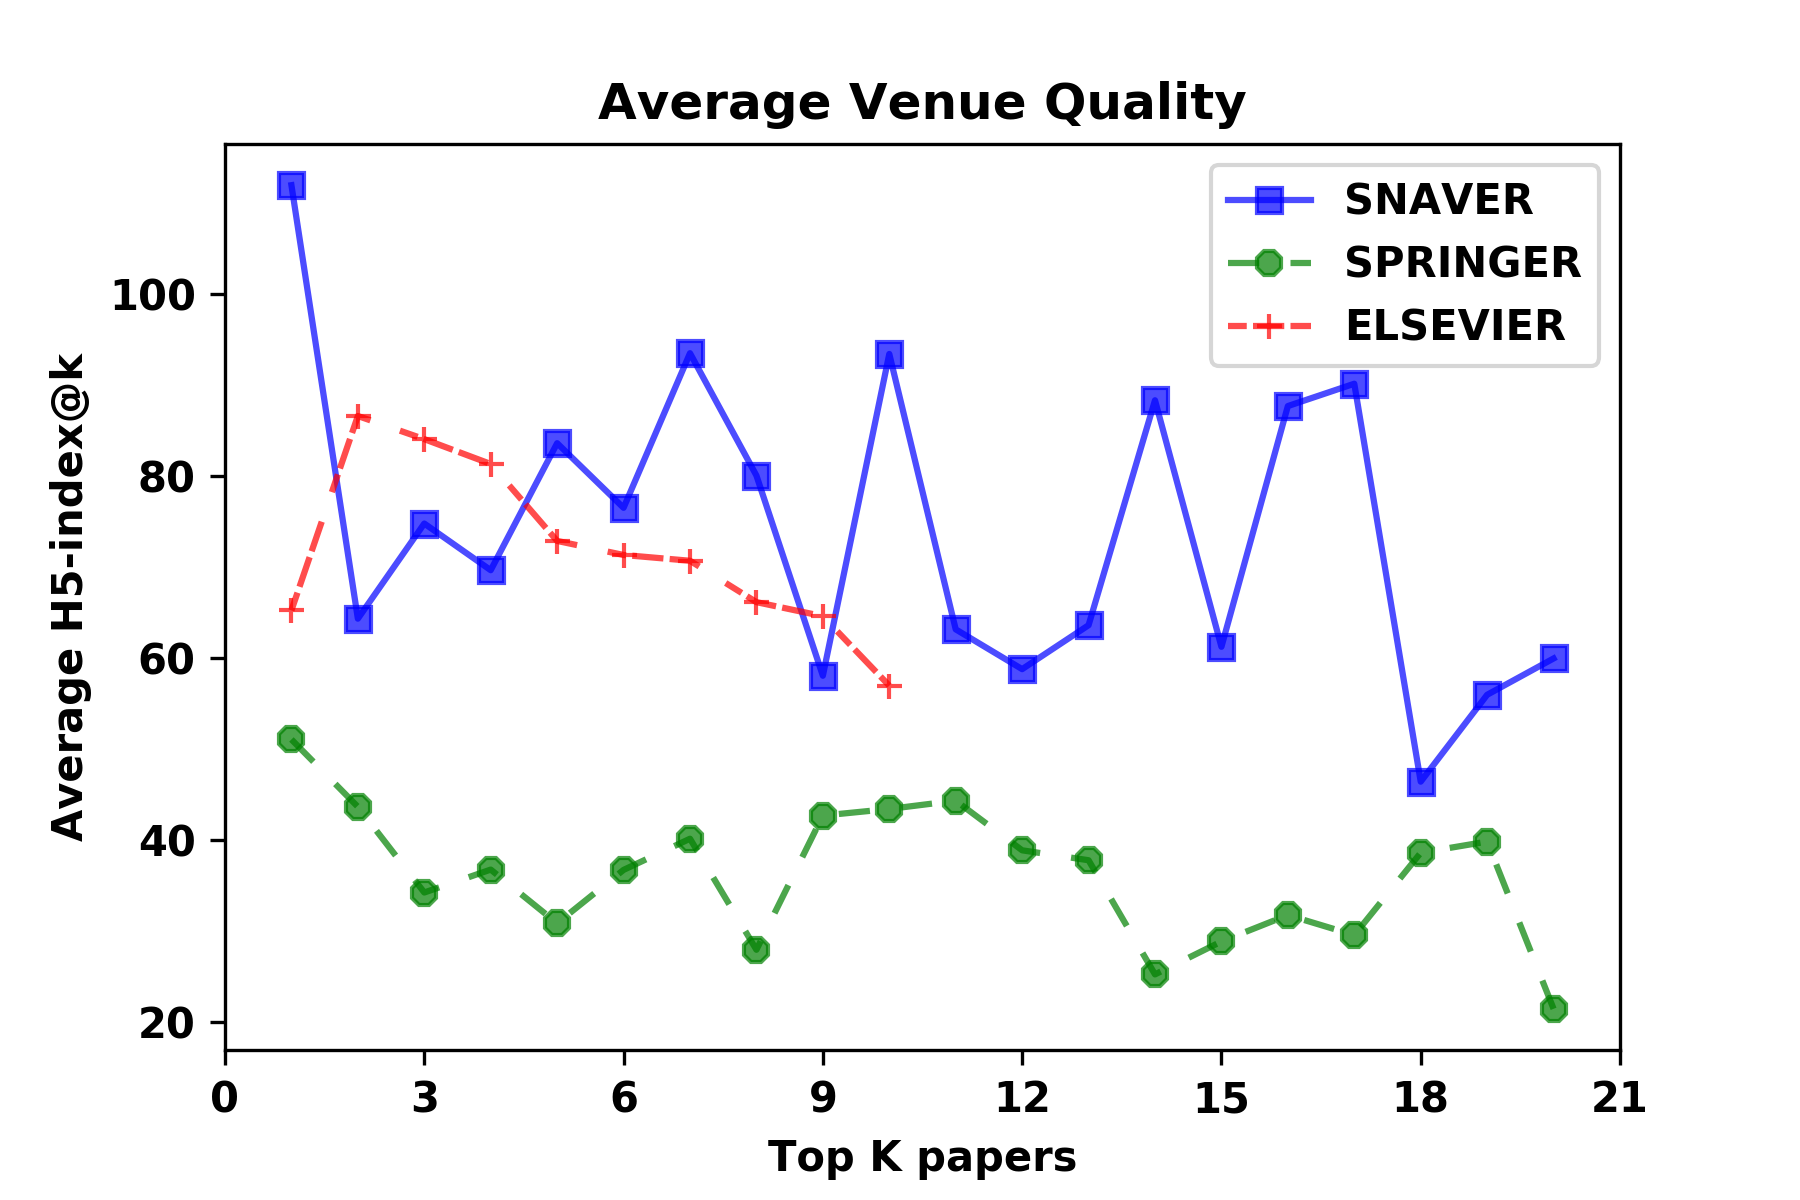 Average Venue Quality
SNAVER
SPRINGER
ELSEVIER
Average H5-index@k
100
80
60
40
20
0 3 6 9 12 15 18 21
Top K papers